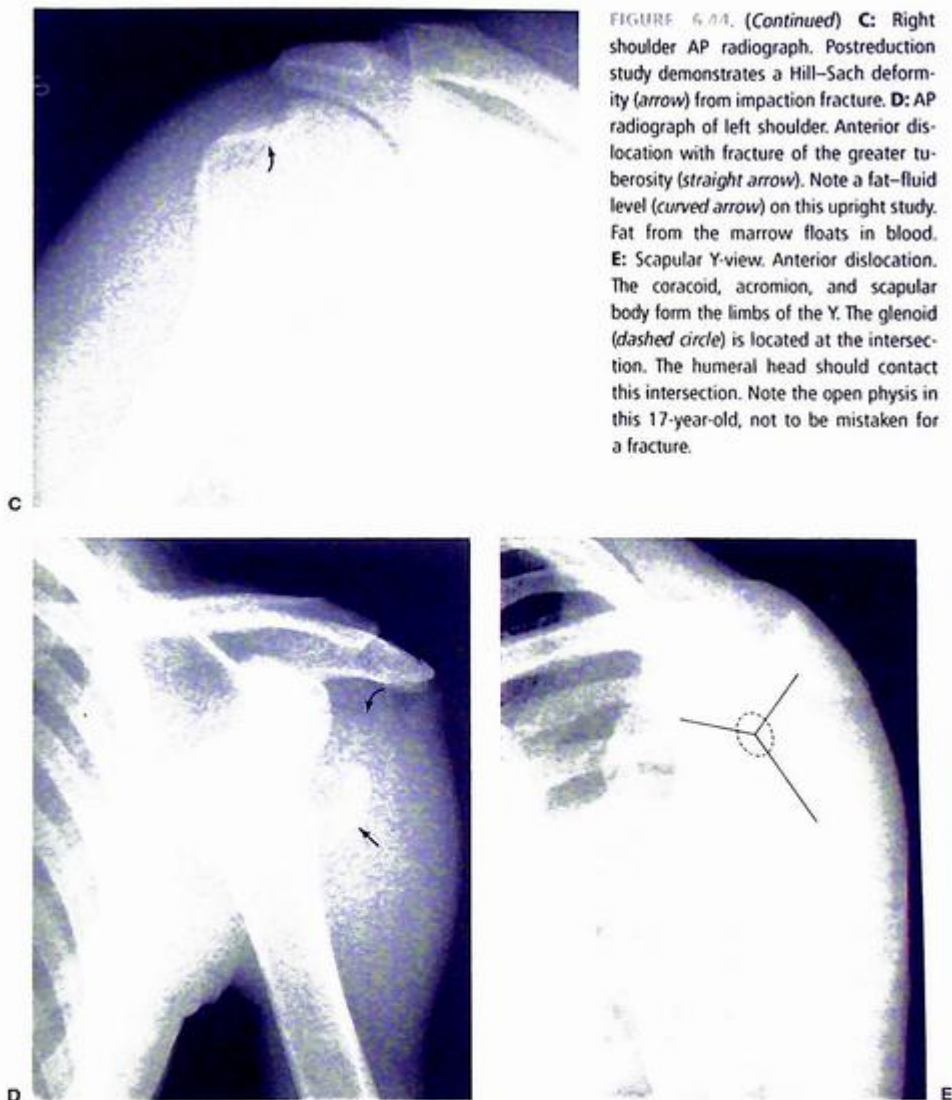 FIGURE 6.44. (Continued) C: Right
shoulder AP radiograph. Postreduction
study demonstrates a Hill–Sach deform-
ity (arrow) from impaction fracture. D: AP
radiograph of left shoulder. Anterior dis-
location with fracture of the greater tu-
berosity (straight arrow). Note a fat–fluid
level (curved arrow) on this upright study.
Fat from the marrow floats in blood.
E: Scapular Y-view. Anterior dislocation.
The coracoid, acromion, and scapular
body form the limbs of the Y. The glenoid
(dashed circle) is located at the intersec-
tion. The humeral head should contact
this intersection. Note the open physis in
this 17-year-old, not to be mistaken for
a fracture.
C
D
E